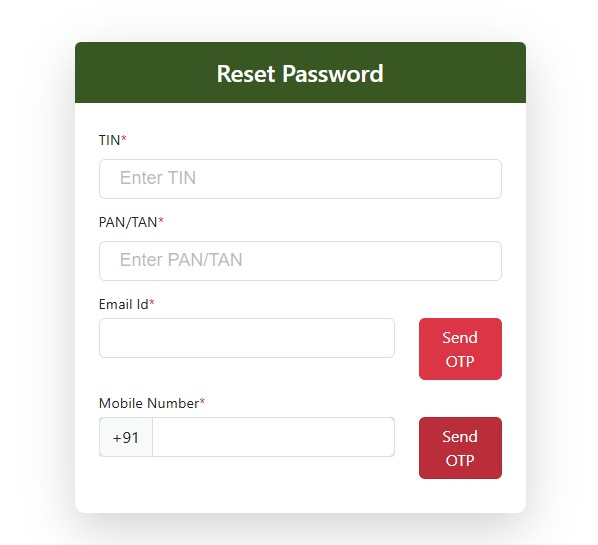 Reset Password
TIN*
Enter TIN
PAN/TAN*
Enter PAN/TAN
Email Id*
Send
OTP
Mobile Number*
+91
Send
OTP